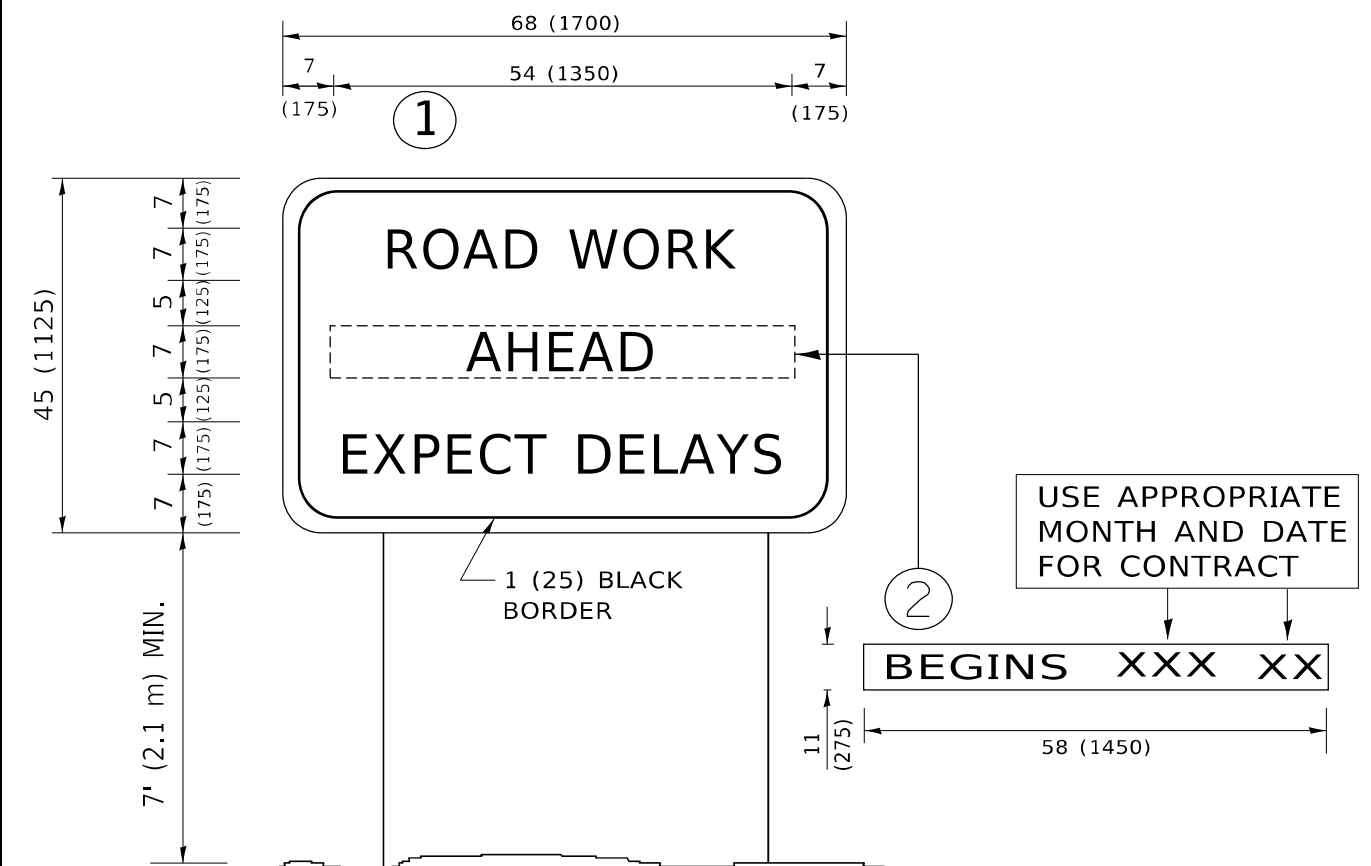 68 (1700)
7
54 (1350)
7
(175)
(175)
1
45 (1125)
7 (175)
7 (175)
5 (125)
7 (175)
5 (125)
7 (175)
7 (175)
ROAD WORK
AHEAD
EXPECT DELAYS
1 (25) BLACK
BORDER
7' (2.1 m) MIN.
2
USE APPROPRIATE
MONTH AND DATE
FOR CONTRACT
BEGINS XXX XX
11
(275)
58 (1450)